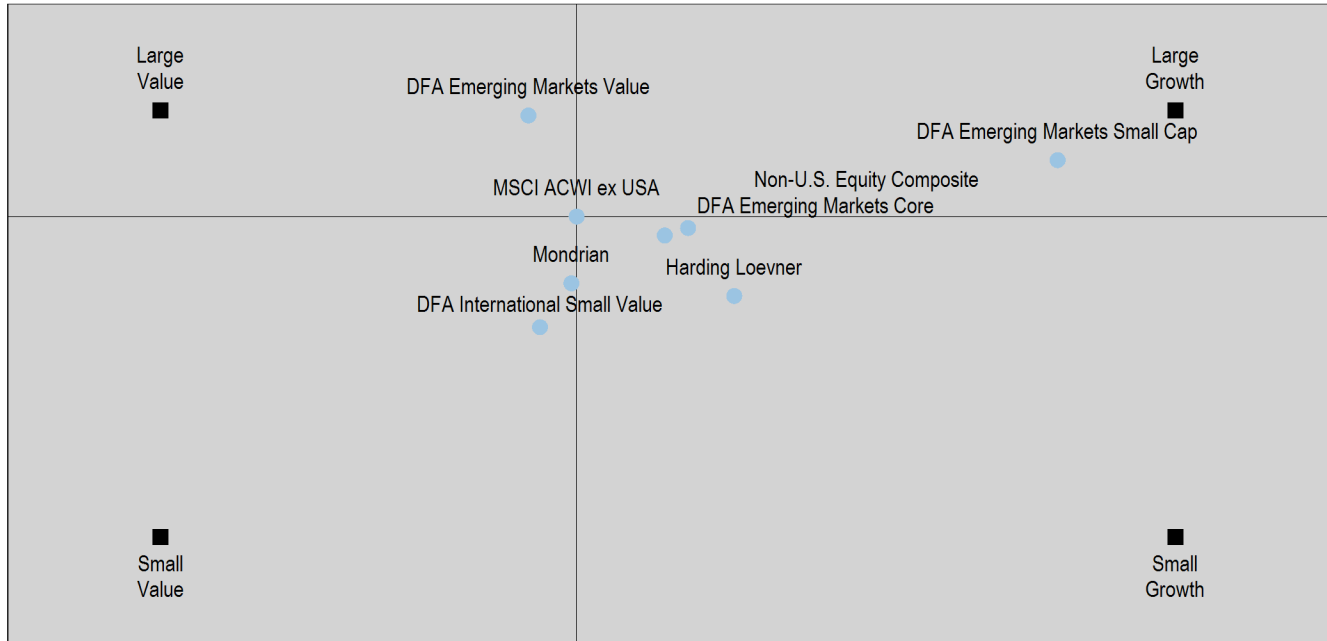 Large
Value
Large
Growth
DFA Emerging Markets Value
DFA Emerging Markets Small Cap
MSCI ACWI ex USA
Non-U.S. Equity Composite
DFA Emerging Markets Core
Mondrian
Harding Loevner
DFA International Small Value
Small
Value
Small
Growth